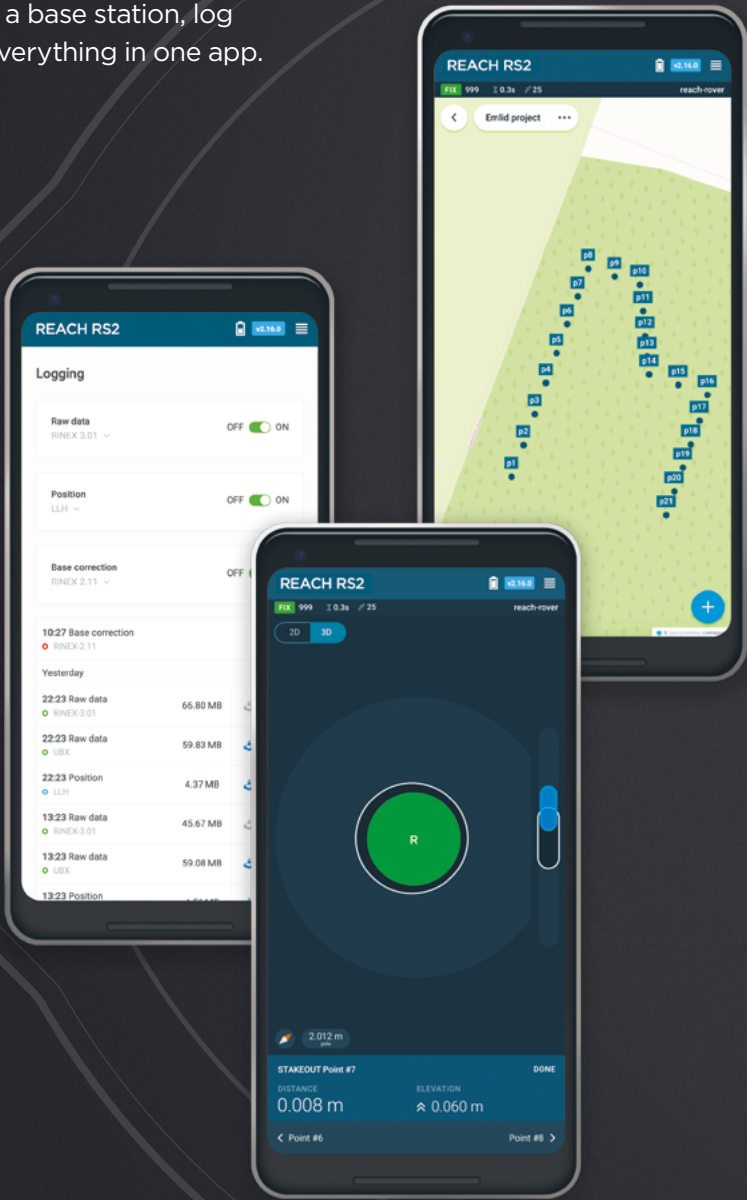 a base station, log
everything in one app.
REACH RS2
v2.16.0
FIX 999 0.3s 25 reach-rover
Emlid project
p8
p9
p10
p7
p11
p6
p12
p5
p13
p14
p4
p15
p16
p3
p17
p2
p18
p19
p1
p20
p21
+
REACH RS2
v2.16.0
Logging
Raw data
RINEX 3.01
OFF ON
Position
LLH
OFF ON
Base correction
RINEX 2.11
OFF
10:27 Base correction
RINEX-2.11
Yesterday
22:23 Raw data 66.80 MB
RINEX-3.01
22:23 Raw data 59.83 MB
UBX
22:23 Position 4.37 MB
LLH
13:23 Raw data 45.67 MB
RINEX-3.01
13:23 Raw data 59.08 MB
UBX
13:23 Position
REACH RS2
v2.16.0
FIX 999 0.3s 25 reach-rover
2D 3D
R
2.012 m
pole
STAKEOUT Point #7 DONE
DISTANCE ELEVATION
0.008 m 0.060 m
Point #6 Point #8